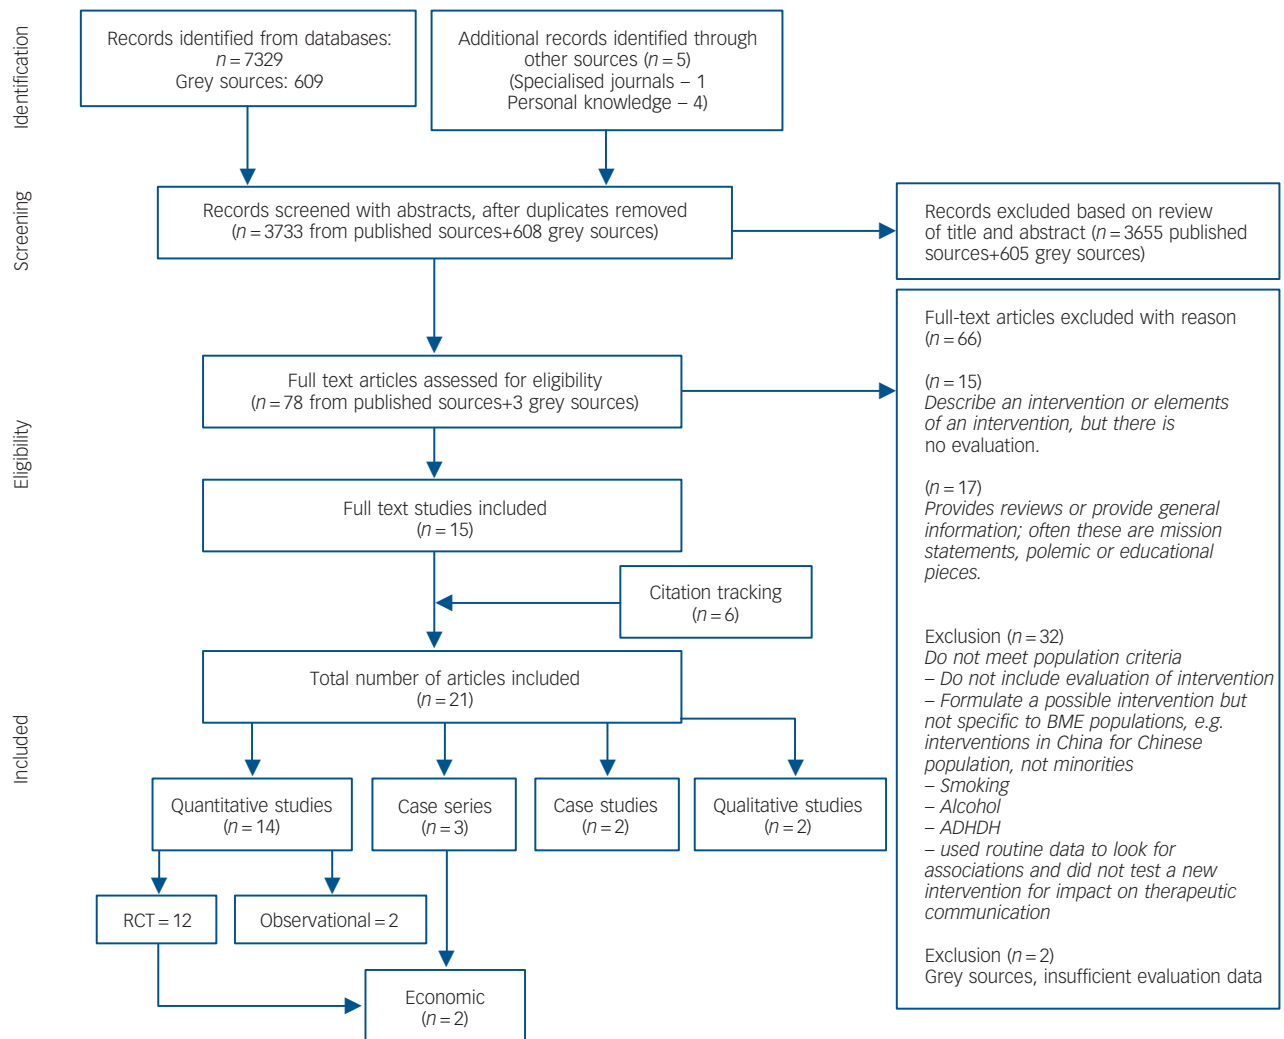 Identification
Records identified from databases:
n = 7329
Grey sources: 609
Additional records identified through
other sources (n = 5)
(Specialised journals – 1
Personal knowledge – 4)
Screening
Records screened with abstracts, after duplicates removed
(n = 3733 from published sources+608 grey sources)
Records excluded based on review
of title and abstract (n = 3655 published
sources+605 grey sources)
Eligibility
Full text articles assessed for eligibility
(n = 78 from published sources+3 grey sources)
Full-text articles excluded with reason
(n = 66)
(n = 15)
Describe an intervention or elements
of an intervention, but there is
no evaluation.
(n = 17)
Provides reviews or provide general
information; often these are mission
statements, polemic or educational
pieces.
Exclusion (n = 32)
Do not meet population criteria
– Do not include evaluation of intervention
– Formulate a possible intervention but
not specific to BME populations, e.g.
interventions in China for Chinese
population, not minorities
– Smoking
– Alcohol
– ADHDH
– used routine data to look for
associations and did not test a new
intervention for impact on therapeutic
communication
Exclusion (n = 2)
Grey sources, insufficient evaluation data
Full text studies included
(n = 15)
Citation tracking
(n = 6)
Included
Total number of articles included
(n = 21)
Quantitative studies
(n = 14)
Case series
(n = 3)
Case studies
(n = 2)
Qualitative studies
(n = 2)
RCT = 12
Observational = 2
Economic
(n = 2)